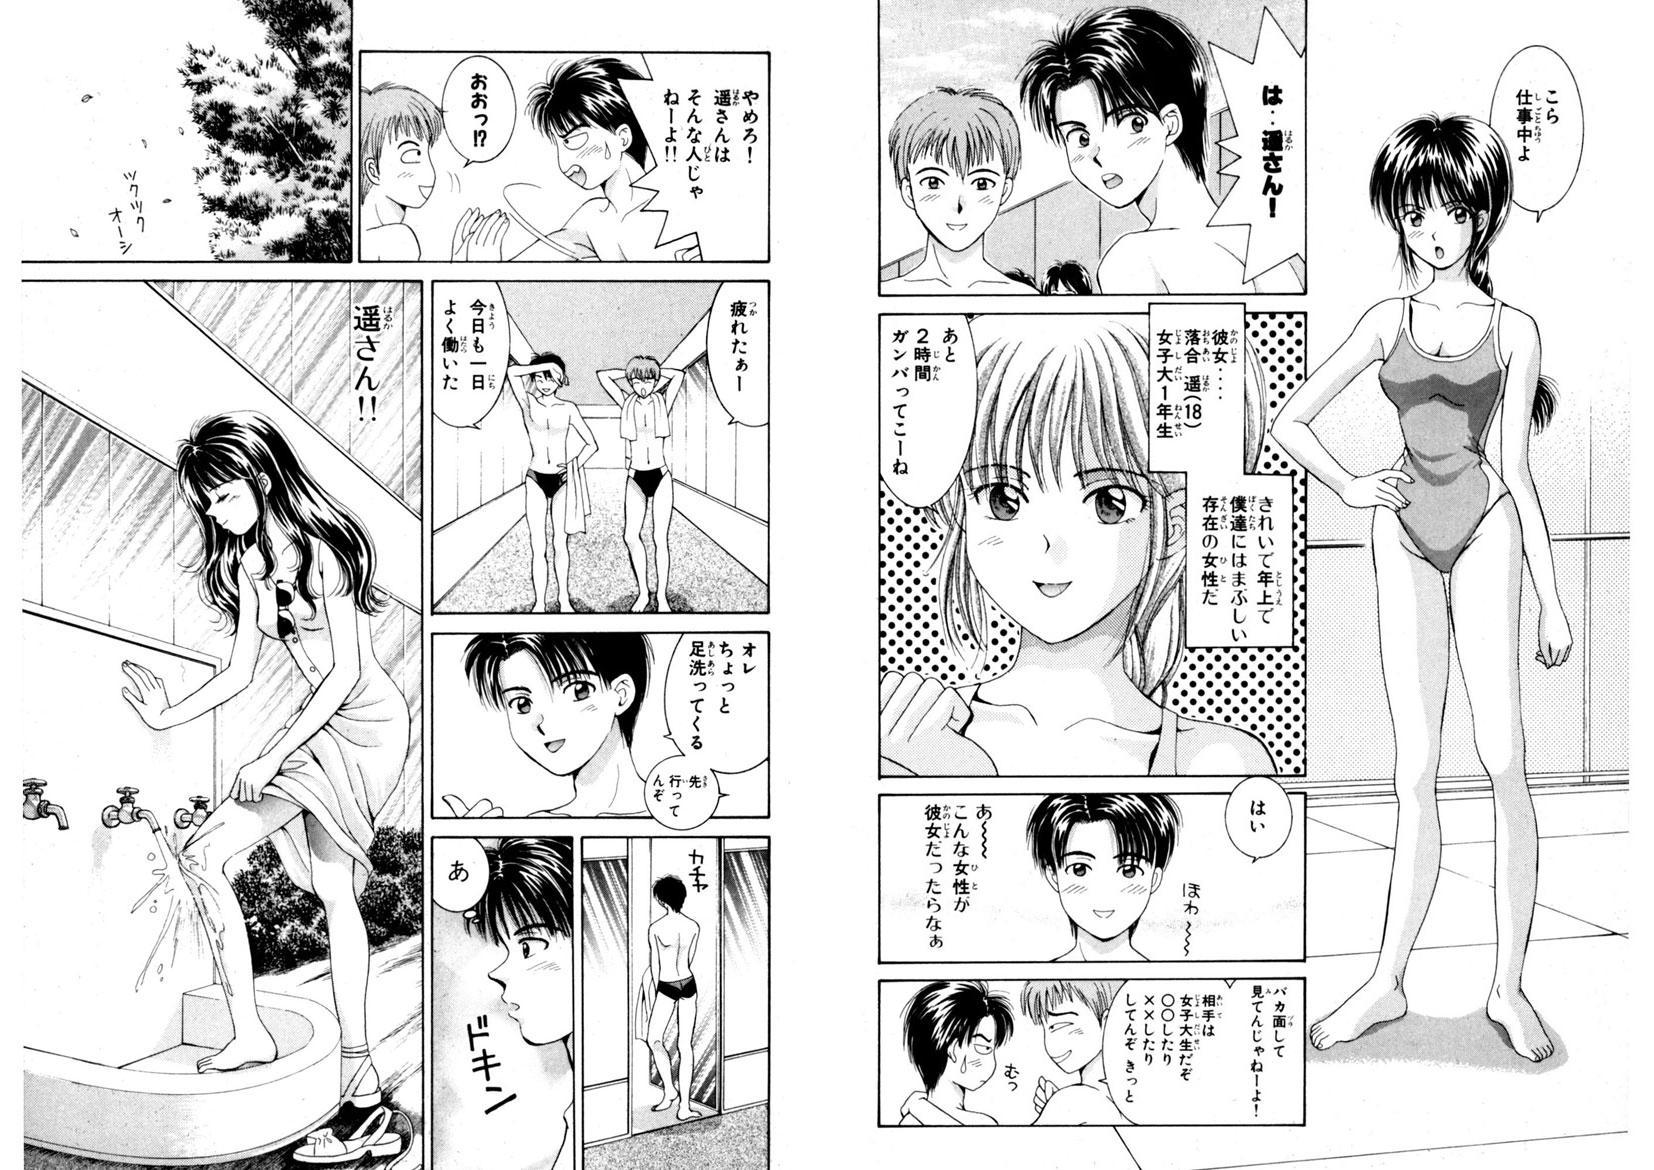 こら
仕事中よ
は‥遥さん!
彼女‥‥
落合 遥(18)
女子大1年生
きれいで年上で
僕達にはまぶしい
存在の女性だ
あと
2時間
ガンバってこーね
はい
ほわ〜〜
あ〜〜
こんな女性が
彼女だったらなぁ
バカ面して
見てんじゃねーよ!
相手は
女子大生だぞ
○○したり
××したり
してんぞ きっと
むっ
やめろ!
遥さんは
そんな人じゃ
ねーよ!!
おおっ!?
ツクツク
オーシ
疲れたぁー
今日も一日
よく働いた
オレ
ちょっと
足洗ってくる
先
行って
んぞ
カチャ
あ
ドキン
遥さん!!